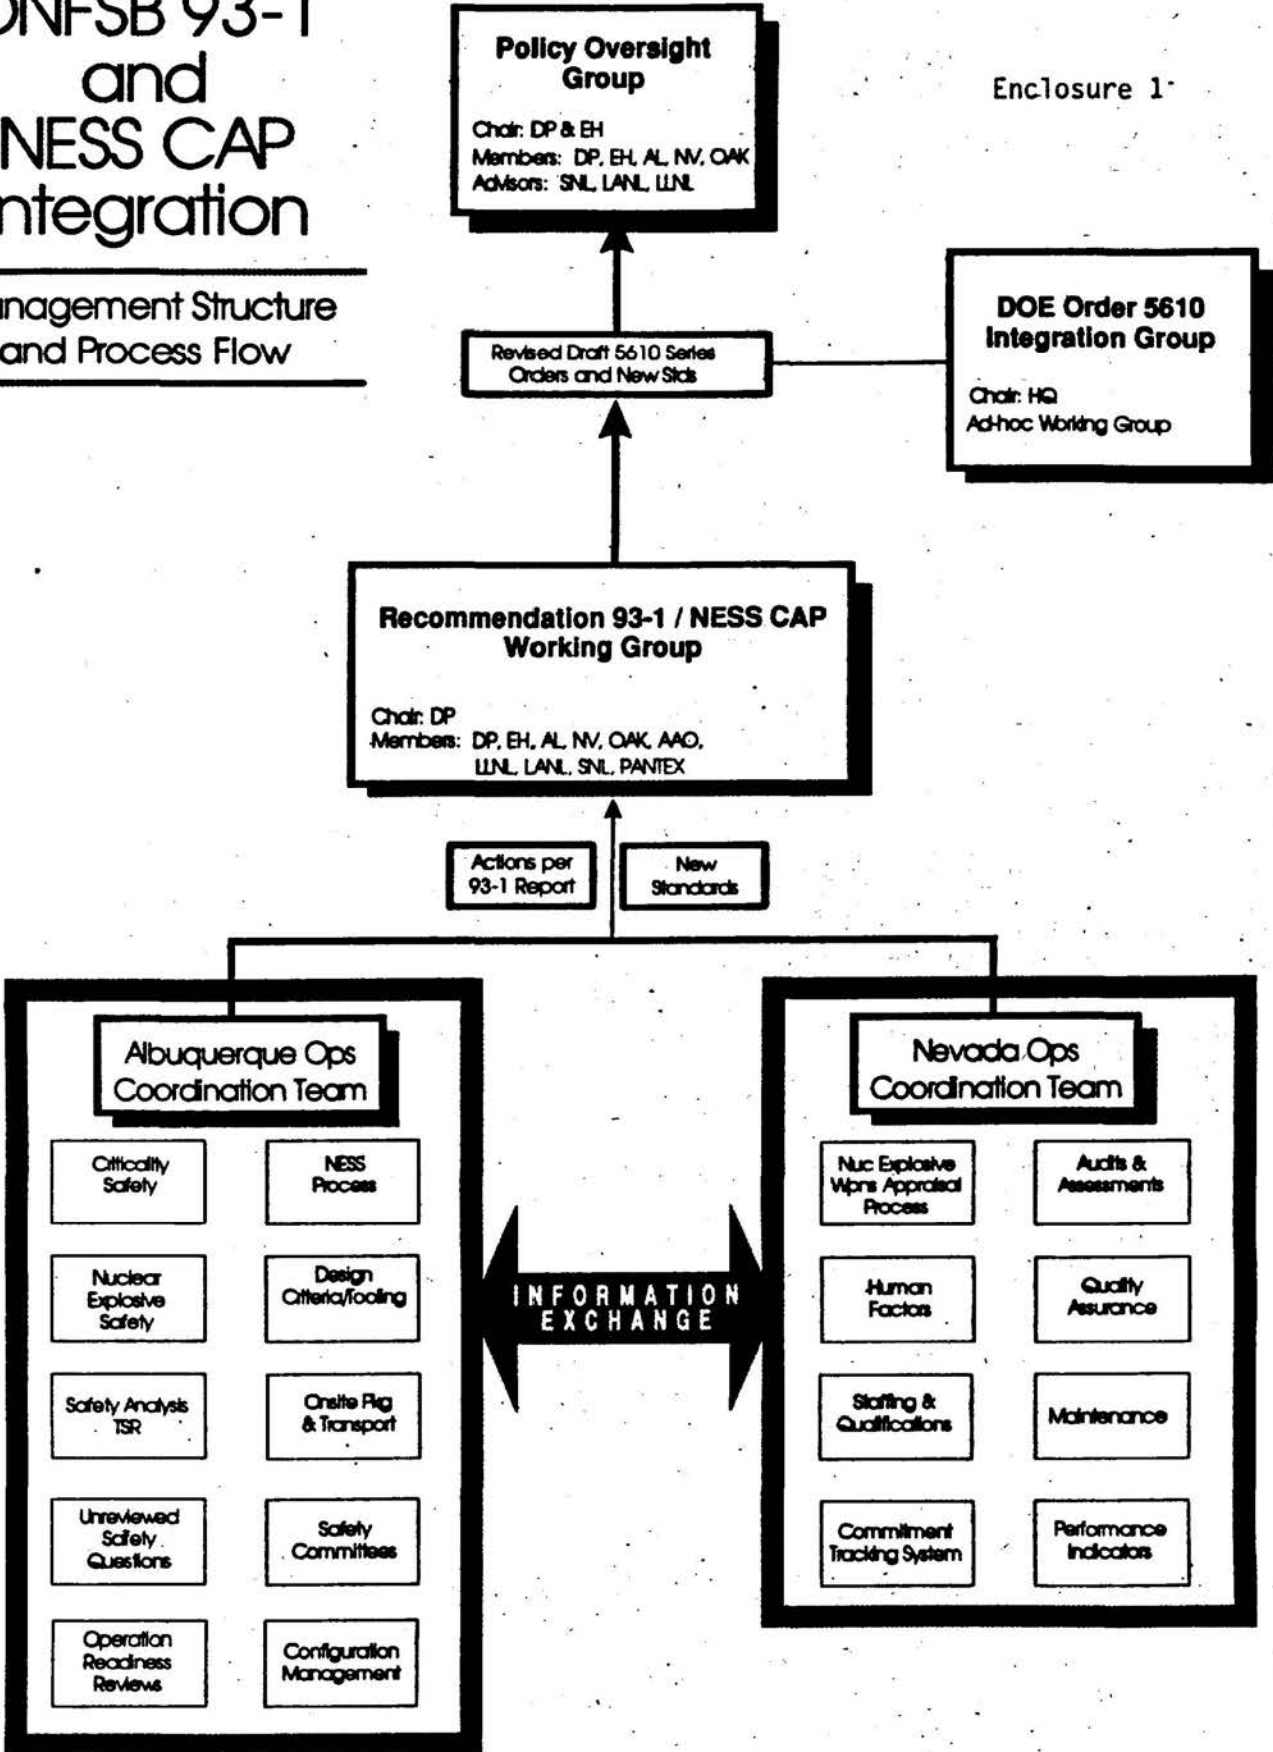 DNFSB 93-1
and
NESS CAP
Integration
Management Structure
and Process Flow
Enclosure 1
Policy Oversight
Group
Chair: DP & EH
Members: DP, EH, AL, NV, OAK
Advisors: SNL, LANL, LLNL
Revised Draft 5610 Series
Orders and New Stds
DOE Order 5610
Integration Group
Chair: HQ
Ad-hoc Working Group
Recommendation 93-1 / NESS CAP
Working Group
Chair: DP
Members: DP, EH, AL, NV, OAK, AAO,
LLNL, LANL, SNL, PANTEX
Actions per
93-1 Report
New
Standards
Albuquerque Ops
Coordination Team
Criticality
Safety
NESS
Process
Nuclear
Explosive
Safety
Design
Criteria/Tooling
Safety Analysis
TSR
Onsite Pkg
& Transport
Unreviewed
Safety
Questions
Safety
Committees
Operation
Readiness
Reviews
Configuration
Management
INFORMATION
EXCHANGE
Nevada Ops
Coordination Team
Nuc Explosive
Wpns Appraisal
Process
Audits &
Assessments
Human
Factors
Quality
Assurance
Staffing &
Qualifications
Maintenance
Commitment
Tracking System
Performance
Indicators